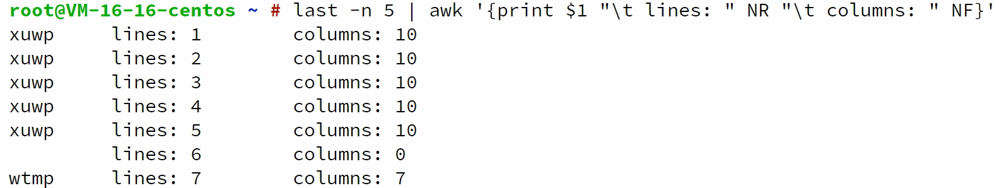 root@VM-16-16-centos ~ # last -n 5 | awk '{print $1 "\t lines: " NR "\t columns: " NF}'
xuwp lines: 1 columns: 10
xuwp lines: 2 columns: 10
xuwp lines: 3 columns: 10
xuwp lines: 4 columns: 10
xuwp lines: 5 columns: 10
lines: 6 columns: 0
wtmp lines: 7 columns: 7